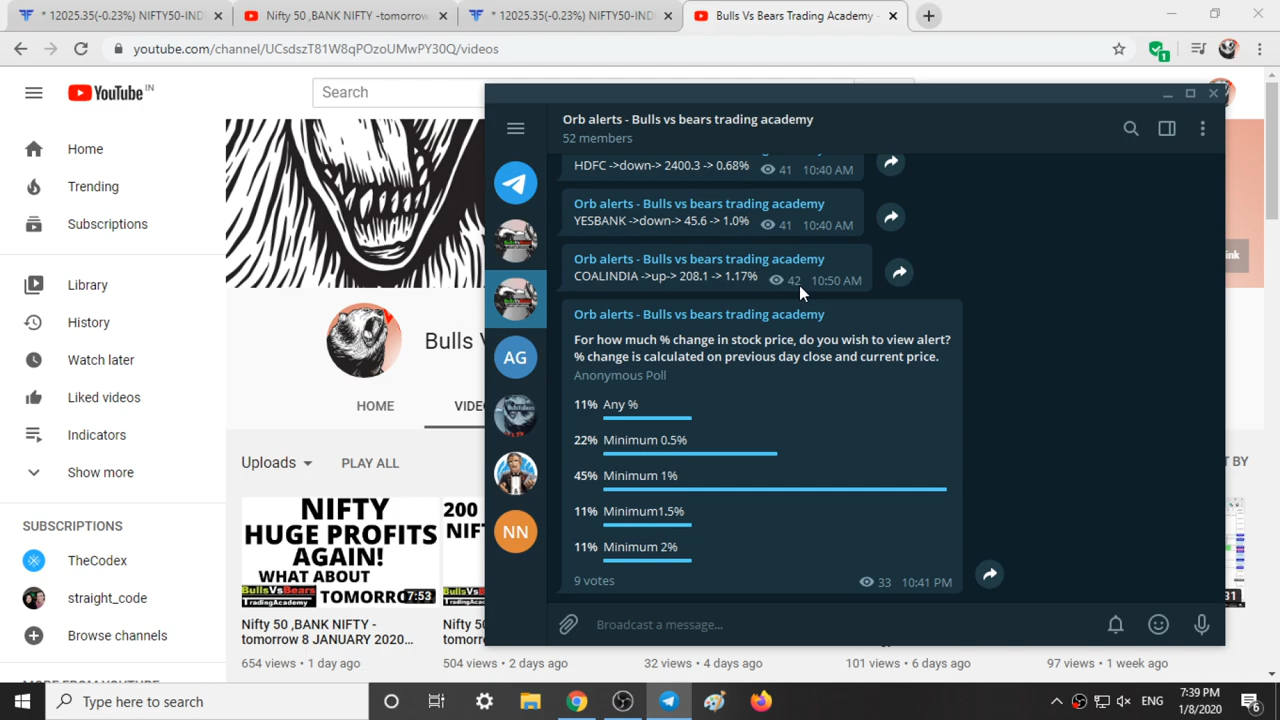 * 12025.35(-0.23%) NIFTY50-INDI
Nifty 50 ,BANK NIFTY -tomorrow
* 12025.35(-0.23%) NIFTY50-IND
Bulls Vs Bears Trading Academy -
youtube.com/channel/UCsdszT81W8qPOzoUMwPY30Q/videos
YouTube IN
Search
Home
Trending
Subscriptions
Library
History
Watch later
Liked videos
Indicators
Show more
SUBSCRIPTIONS
TheCodex
straight_code
Browse channels
Bulls V
HOME
VIDE
Uploads
PLAY ALL
BY
NIFTY
HUGE PROFITS
AGAIN!
WHAT ABOUT
BullsVsBears
TradingAcademy
TOMORRO
7:53
Nifty 50 ,BANK NIFTY -
tomorrow 8 JANUARY 2020...
654 views • 1 day ago
200
NIF
Nifty
tomo
504 views • 2 days ago
32 views • 4 days ago
101 views • 6 days ago
97 views • 1 week ago
31
ink
Orb alerts - Bulls vs bears trading academy
52 members
HDFC ->down-> 2400.3 -> 0.68% 41 10:40 AM
Orb alerts - Bulls vs bears trading academy
YESBANK ->down-> 45.6 -> 1.0% 41 10:40 AM
Orb alerts - Bulls vs bears trading academy
COALINDIA ->up-> 208.1 -> 1.17% 42 10:50 AM
Orb alerts - Bulls vs bears trading academy
For how much % change in stock price, do you wish to view alert?
% change is calculated on previous day close and current price.
Anonymous Poll
11% Any %
22% Minimum 0.5%
45% Minimum 1%
11% Minimum1.5%
11% Minimum 2%
9 votes 33 10:41 PM
Broadcast a message...
AG
NN
Type here to search
ENG
7:39 PM
1/8/2020
6